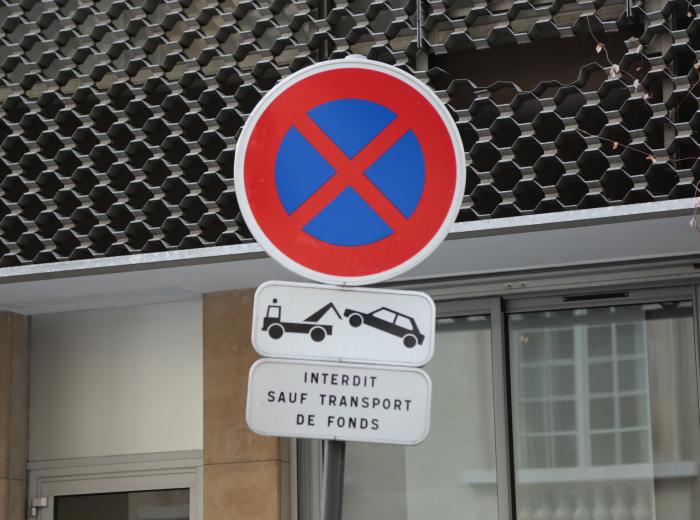 INTERDIT
SAUF TRANSPORT
DE FONDS